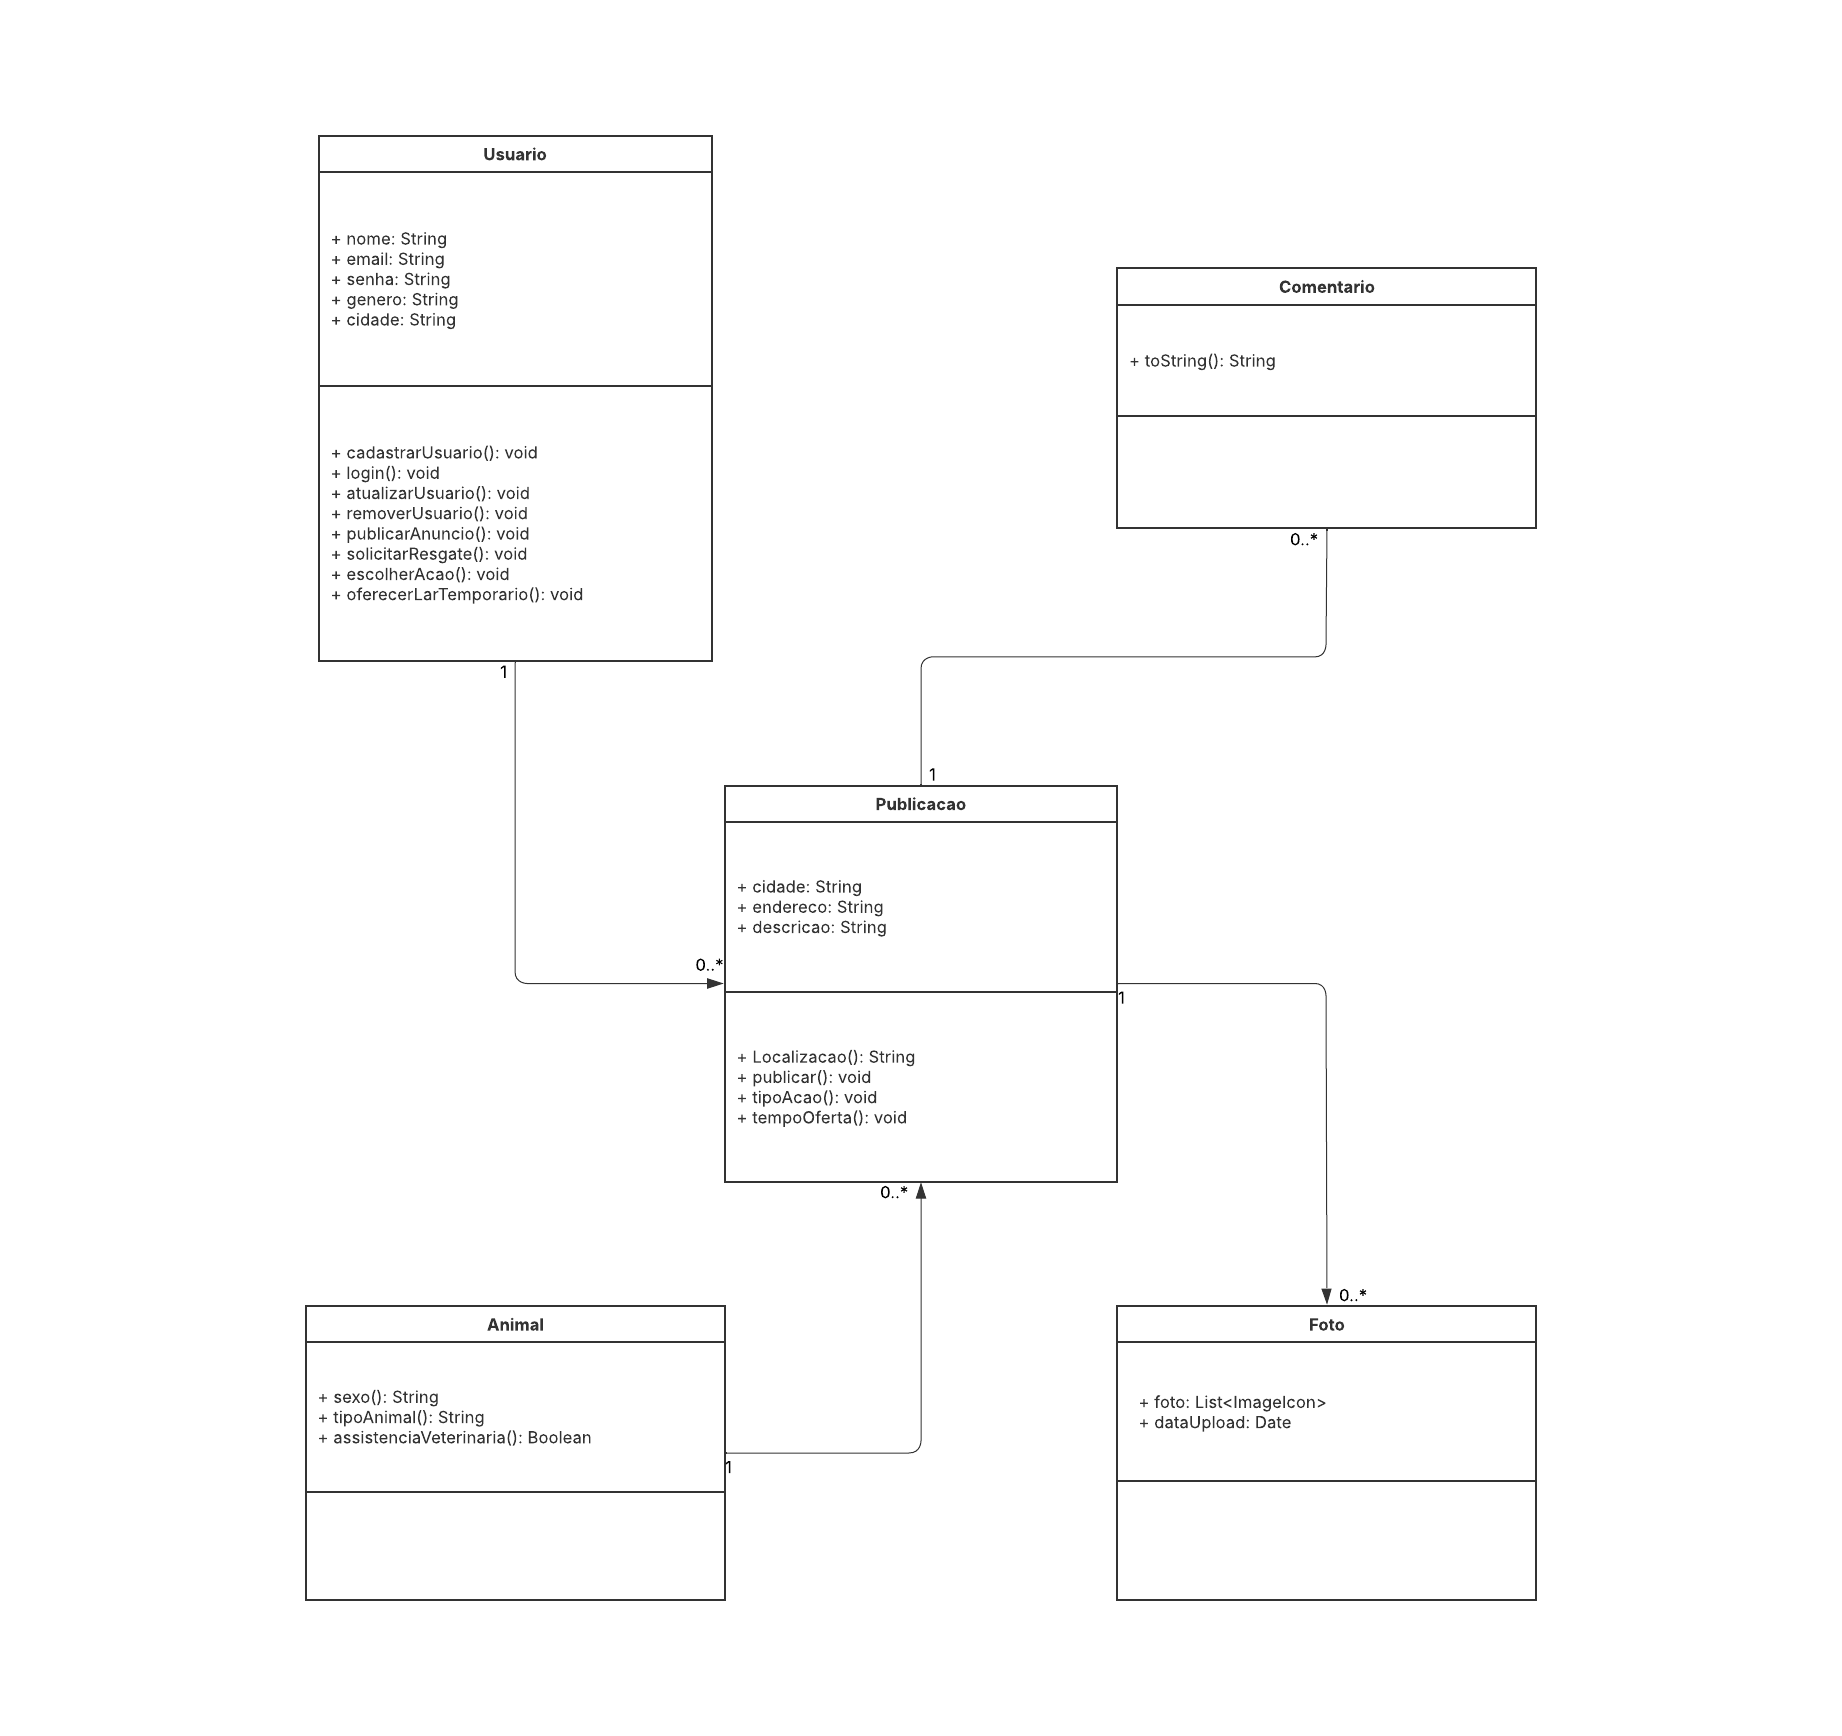 Usuario
+ nome: String
+ email: String
+ senha: String
+ genero: String
+ cidade: String
+ cadastrarUsuario(): void
+ login(): void
+ atualizarUsuario(): void
+ removerUsuario(): void
+ publicarAnuncio(): void
+ solicitarResgate(): void
+ escolherAcao(): void
+ oferecerLarTemporario(): void
1
Comentario
+ toString(): String
0..*
1
Publicacao
+ cidade: String
+ endereco: String
+ descricao: String
0..*
1
+ Localizacao(): String
+ publicar(): void
+ tipoAcao(): void
+ tempoOferta(): void
0..*
Animal
+ sexo(): String
+ tipoAnimal(): String
+ assistenciaVeterinaria(): Boolean
1
0..*
Foto
+ foto: List<ImageIcon>
+ dataUpload: Date